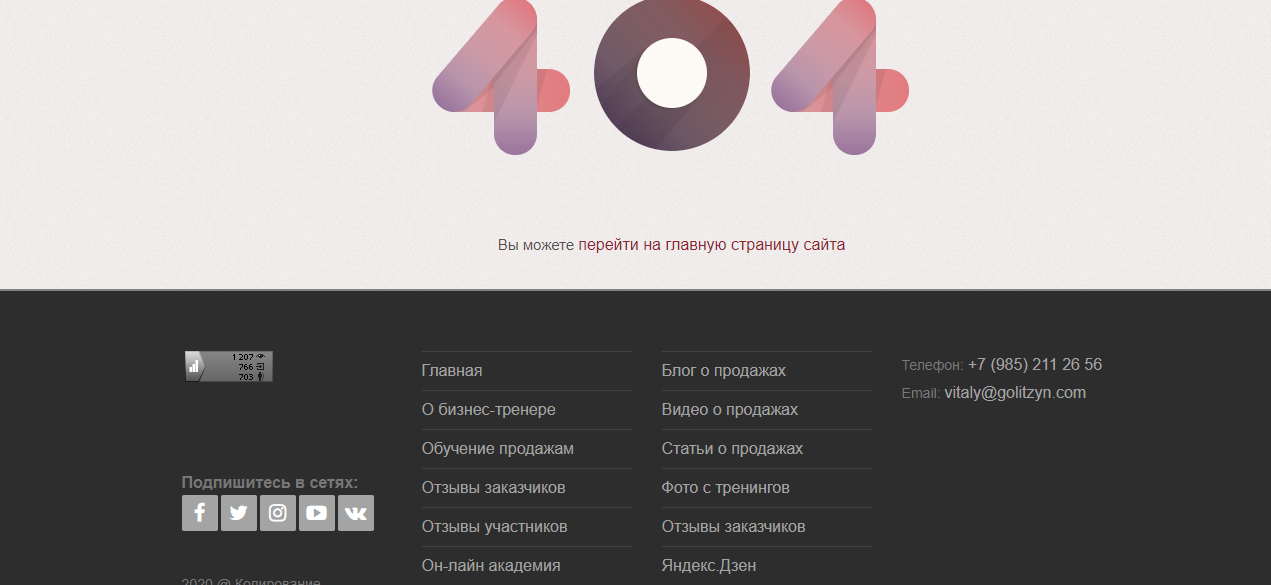 404
Вы можете перейти на главную страницу сайта
1 207
766
703
Подпишитесь в сетях:
2020 @ Копирование
Главная
О бизнес-тренере
Обучение продажам
Отзывы заказчиков
Отзывы участников
Он-лайн академия
Блог о продажах
Видео о продажах
Статьи о продажах
Фото с тренингов
Отзывы заказчиков
Яндекс.Дзен
Телефон: +7 (985) 211 26 56
Email: vitaly@golitzyn.com